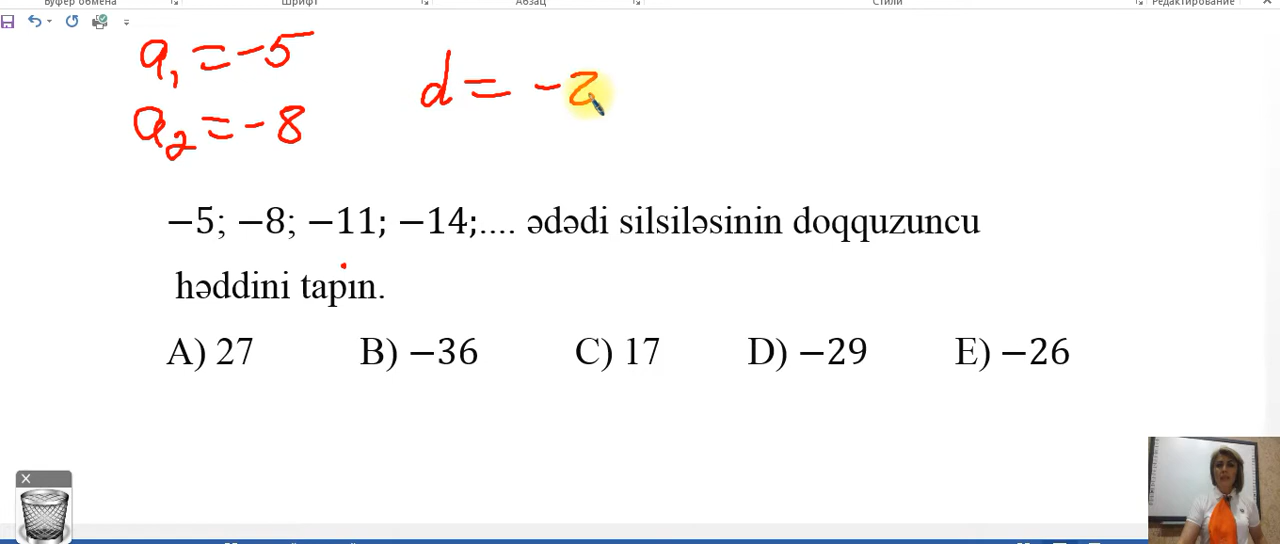 Буфер обмена Шрифт Абзац Стили Редактирование
a₁ = -5
d = -
a₂ = -8
−5; −8; −11; −14;.... ədədi silsiləsinin doqquzuncu
həddini tapın.
A) 27 B) −36 C) 17 D) −29 E) −26